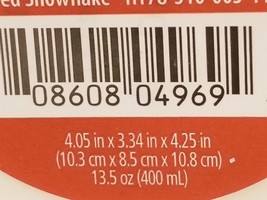 ed Snowflake
08608 04969
4.05 in x 3.34 in x 4.25 in
(10.3 cm x 8.5 cm x 10.8 cm)
13.5 oz (400 mL)